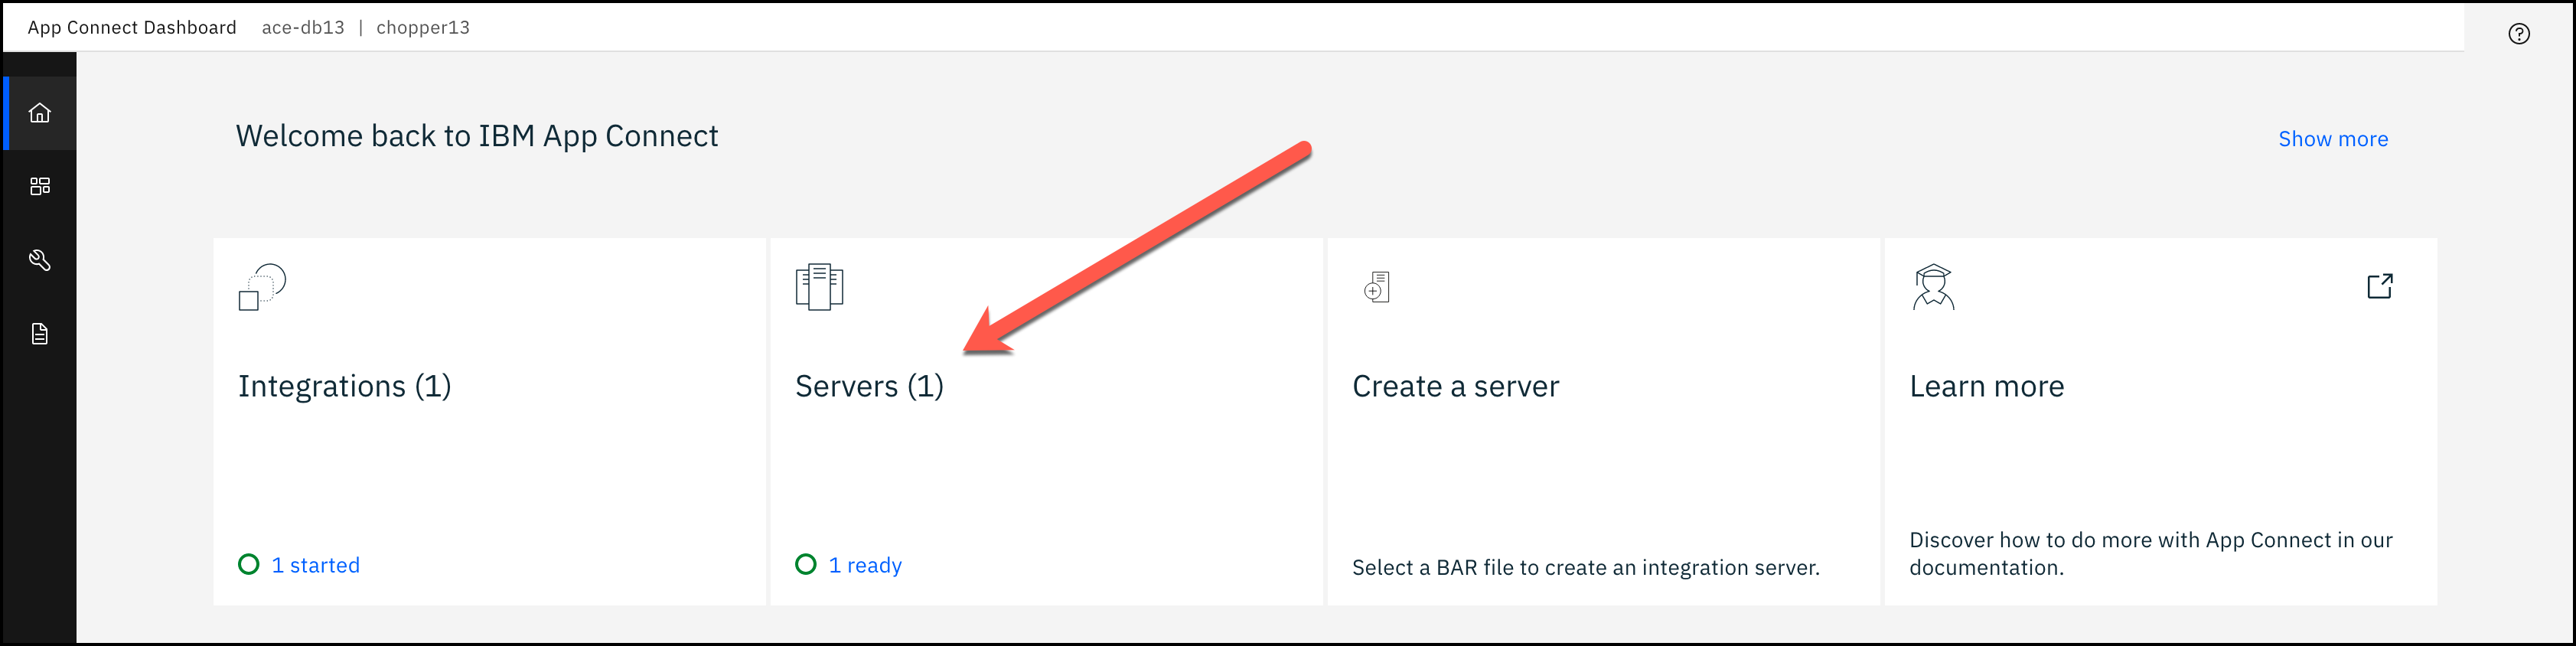 App Connect Dashboard ace-db13 | chopper13
Welcome back to IBM App Connect
Show more
Integrations (1)
1 started
Servers (1)
1 ready
Create a server
Select a BAR file to create an integration server.
Learn more
Discover how to do more with App Connect in our
documentation.